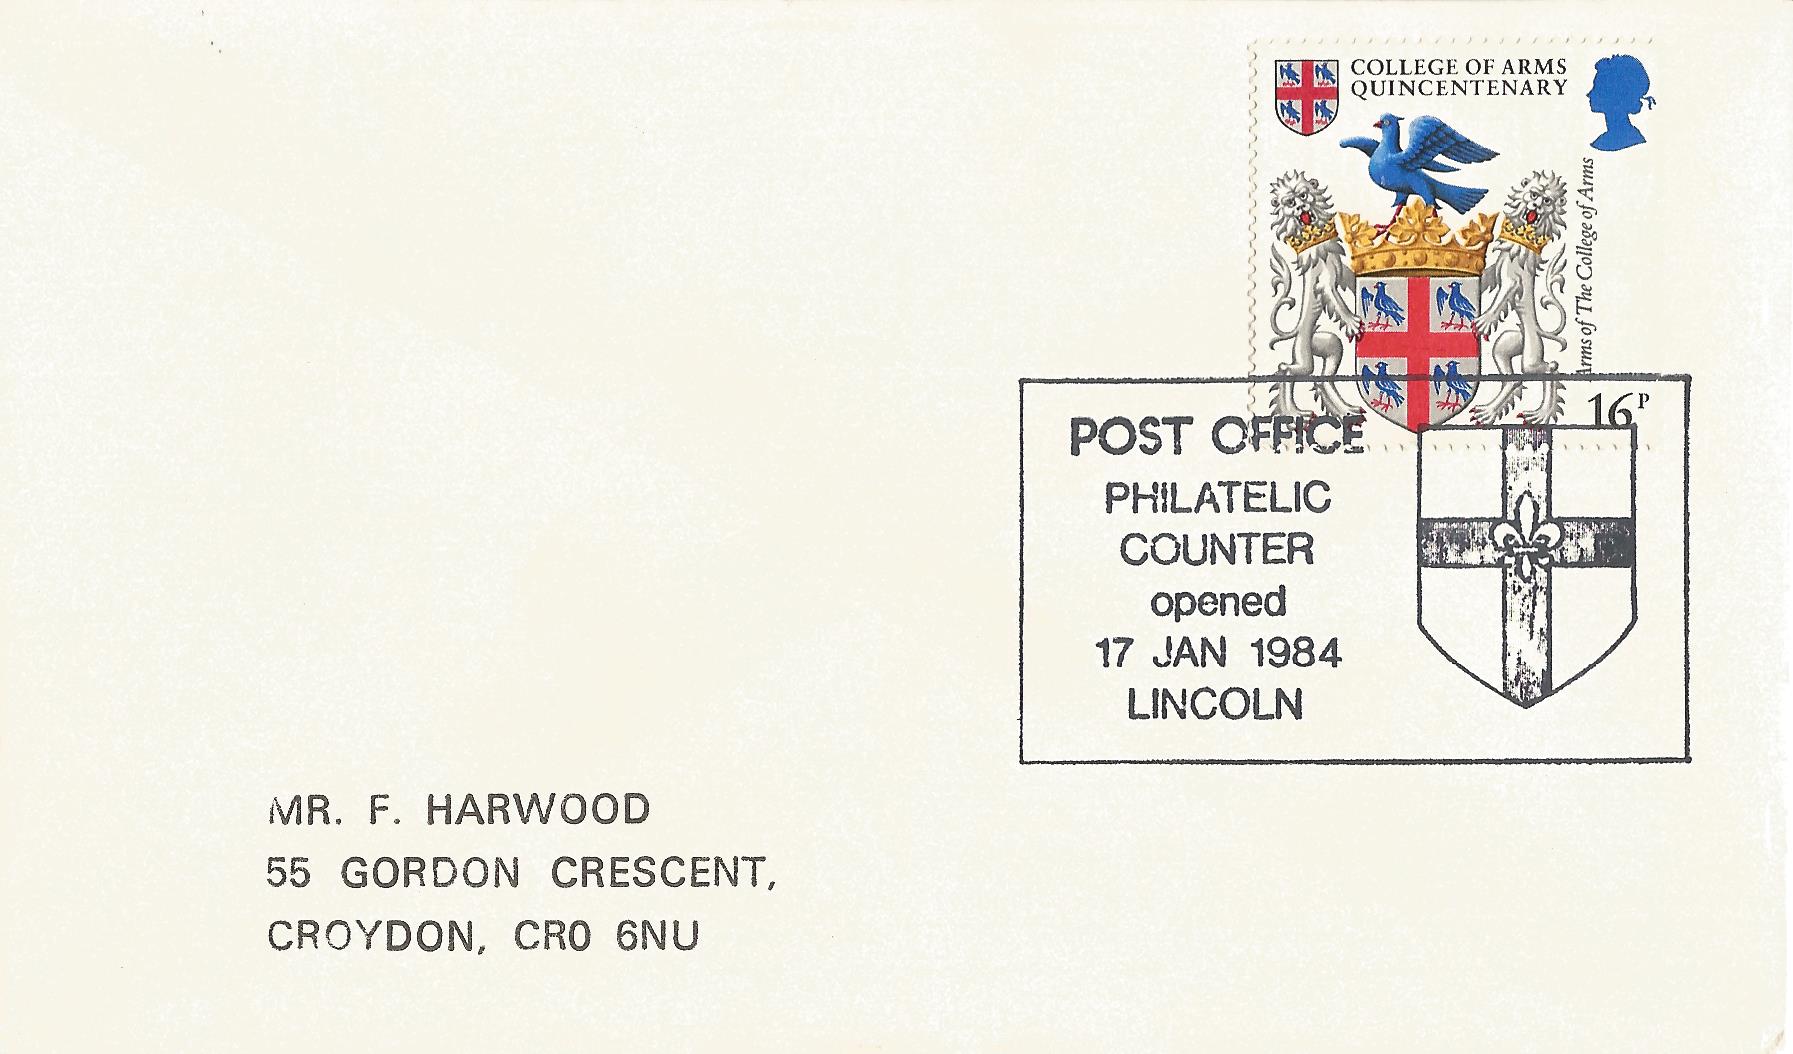 COLLEGE OF ARMS
QUINCENTENARY
Arms of The College of Arms
16P
POST OFFICE
PHILATELIC
COUNTER
opened
17 JAN 1984
LINCOLN
MR. F. HARWOOD
55 GORDON CRESCENT,
CROYDON, CR0 6NU